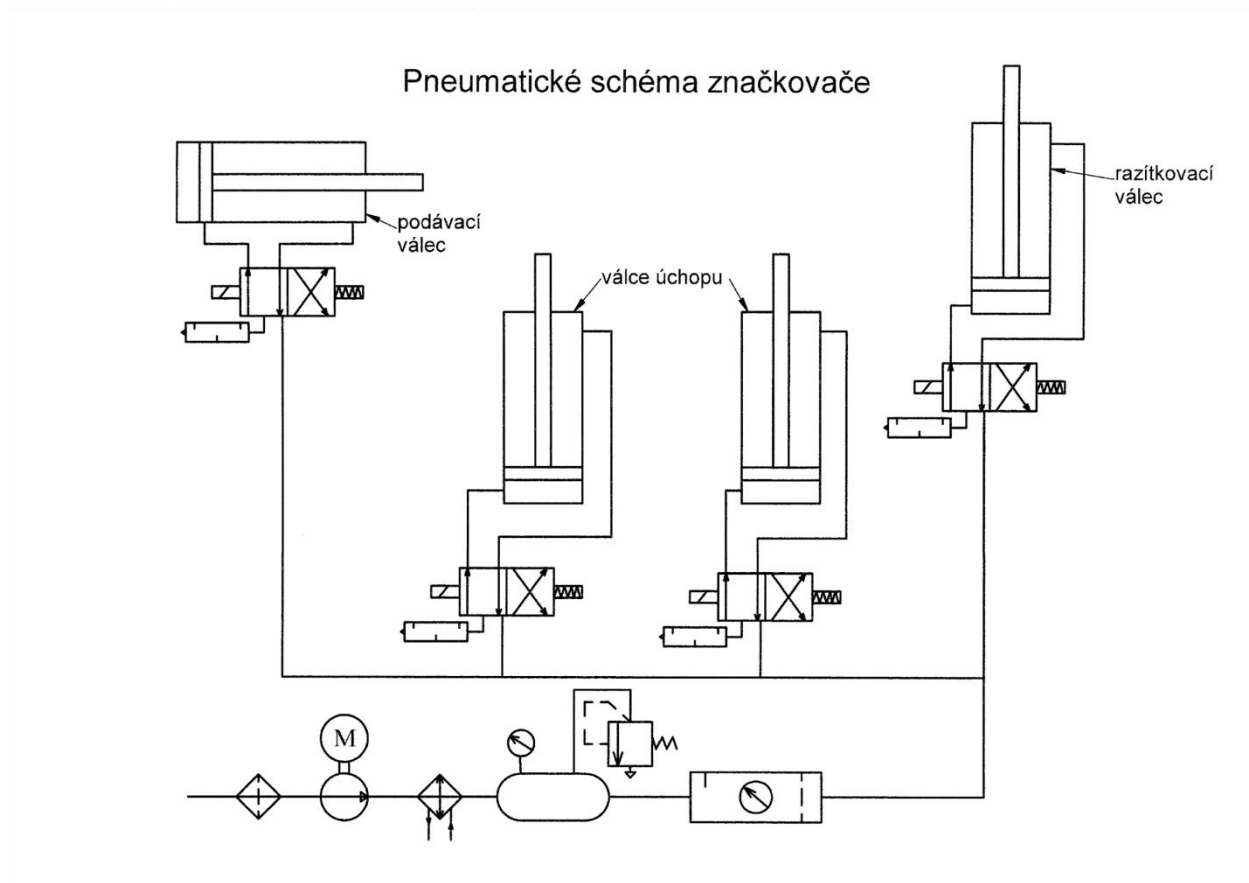 Pneumatické schéma značkovače
podávací
válec
válce úchopu
razítkovací
válec
M